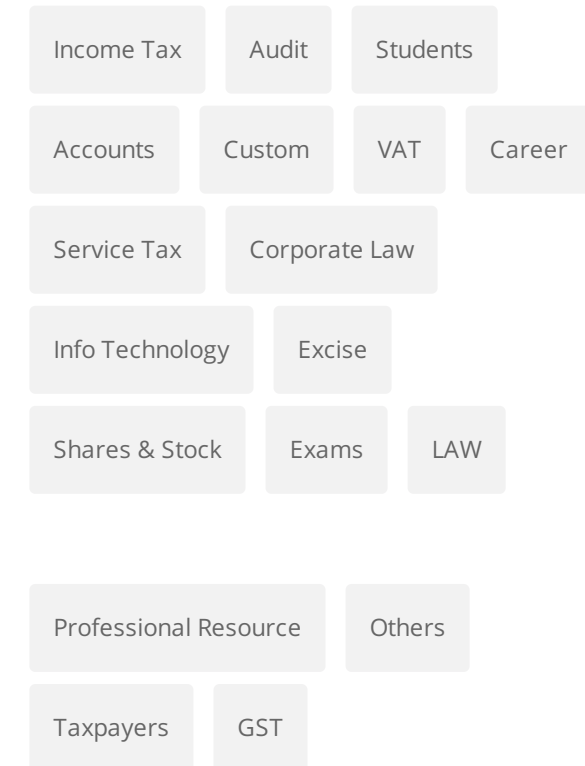 Income Tax Audit Students
Accounts Custom VAT Career
Service Tax Corporate Law
Info Technology Excise
Shares & Stock Exams LAW
Professional Resource Others
Taxpayers GST